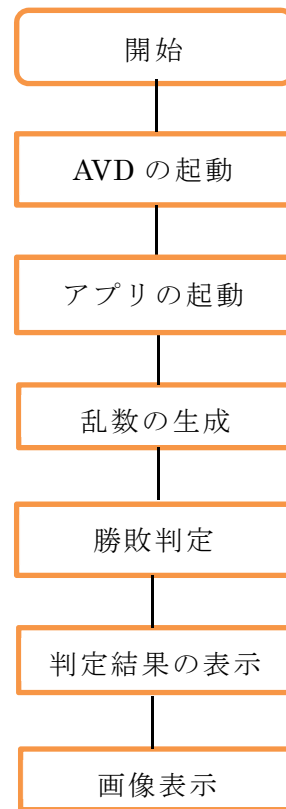 開始
AVD の起動
アプリの起動
乱数の生成
勝敗判定
判定結果の表示
画像表示